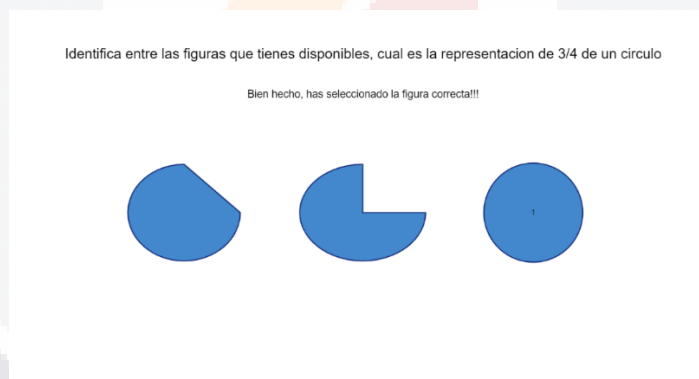 Identifica entre las figuras que tienes disponibles, cual es la representacion de 3/4 de un circulo
Bien hecho, has seleccionado la figura correcta!!!
1